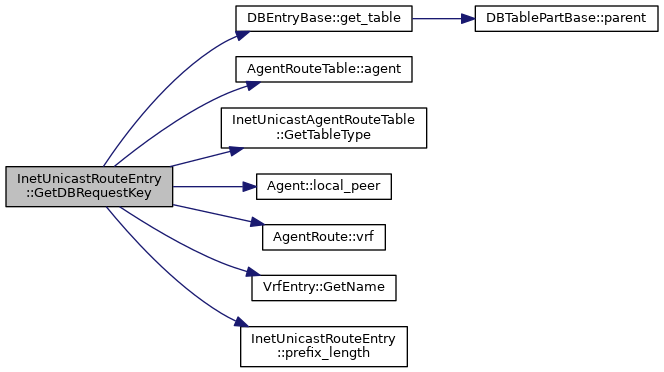 DBEntryBase::get_table
DBTablePartBase::parent
AgentRouteTable::agent
InetUnicastAgentRouteTable
::GetTableType
InetUnicastRouteEntry
::GetDBRequestKey
Agent::local_peer
AgentRoute::vrf
VrfEntry::GetName
InetUnicastRouteEntry
::prefix_length